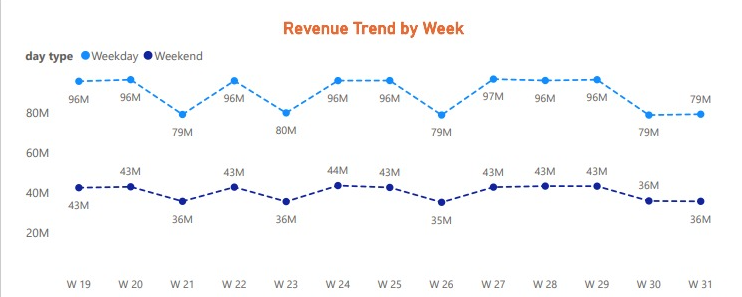 Revenue Trend by Week
day type Weekday Weekend
96M 96M 79M 96M 80M 96M 96M 79M 97M 96M 96M 79M 79M
80M
60M
43M 43M 36M 43M 36M 44M 43M 35M 43M 43M 43M 36M 36M
40M
20M
W 19 W 20 W 21 W 22 W 23 W 24 W 25 W 26 W 27 W 28 W 29 W 30 W 31